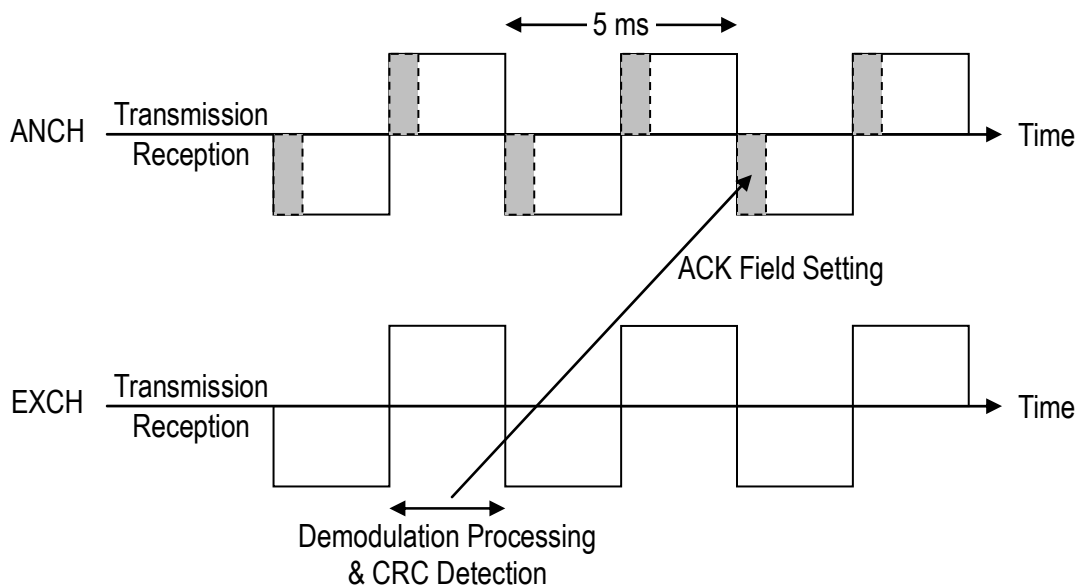 5 ms
Transmission
ANCH
Reception
Time
ACK Field Setting
Transmission
EXCH
Reception
Time
Demodulation Processing
& CRC Detection